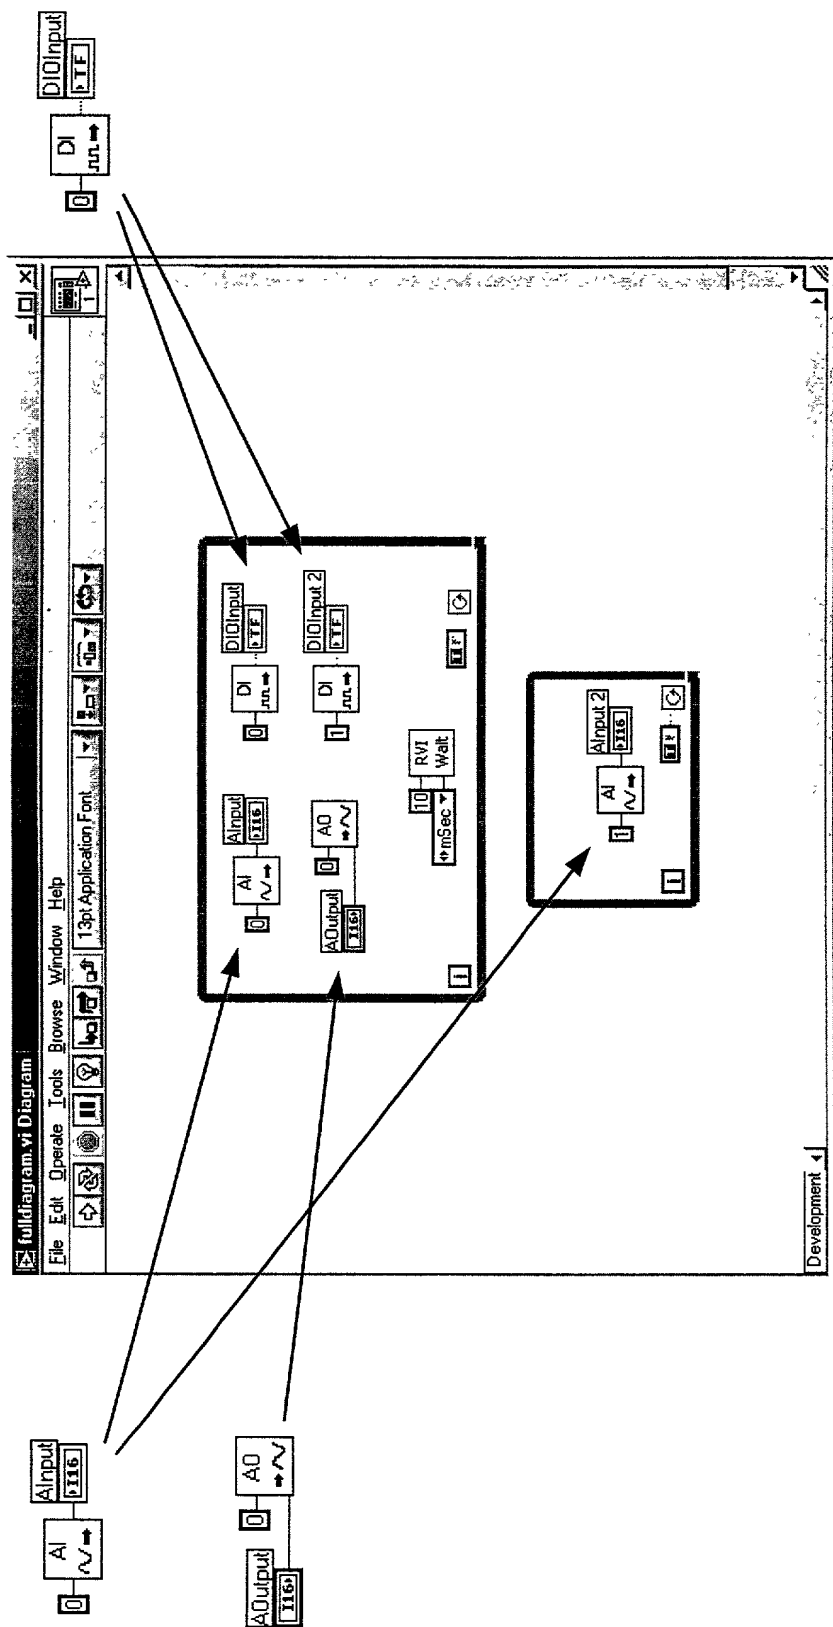 AInput
AI
0
I16
AOutput
AO
0
I16
DIOInput
DI
0
TF
fulldiagram.vi Diagram
File Edit Operate Tools Browse Window Help
13pt Application Font
1
AInput
AI
0
I16
DIOInput
DI
0
TF
AOutput
AO
0
I16
DIOInput 2
DI
1
TF
10
RVI
Wait
mSec
i
AInput 2
AI
1
I16
i
Development